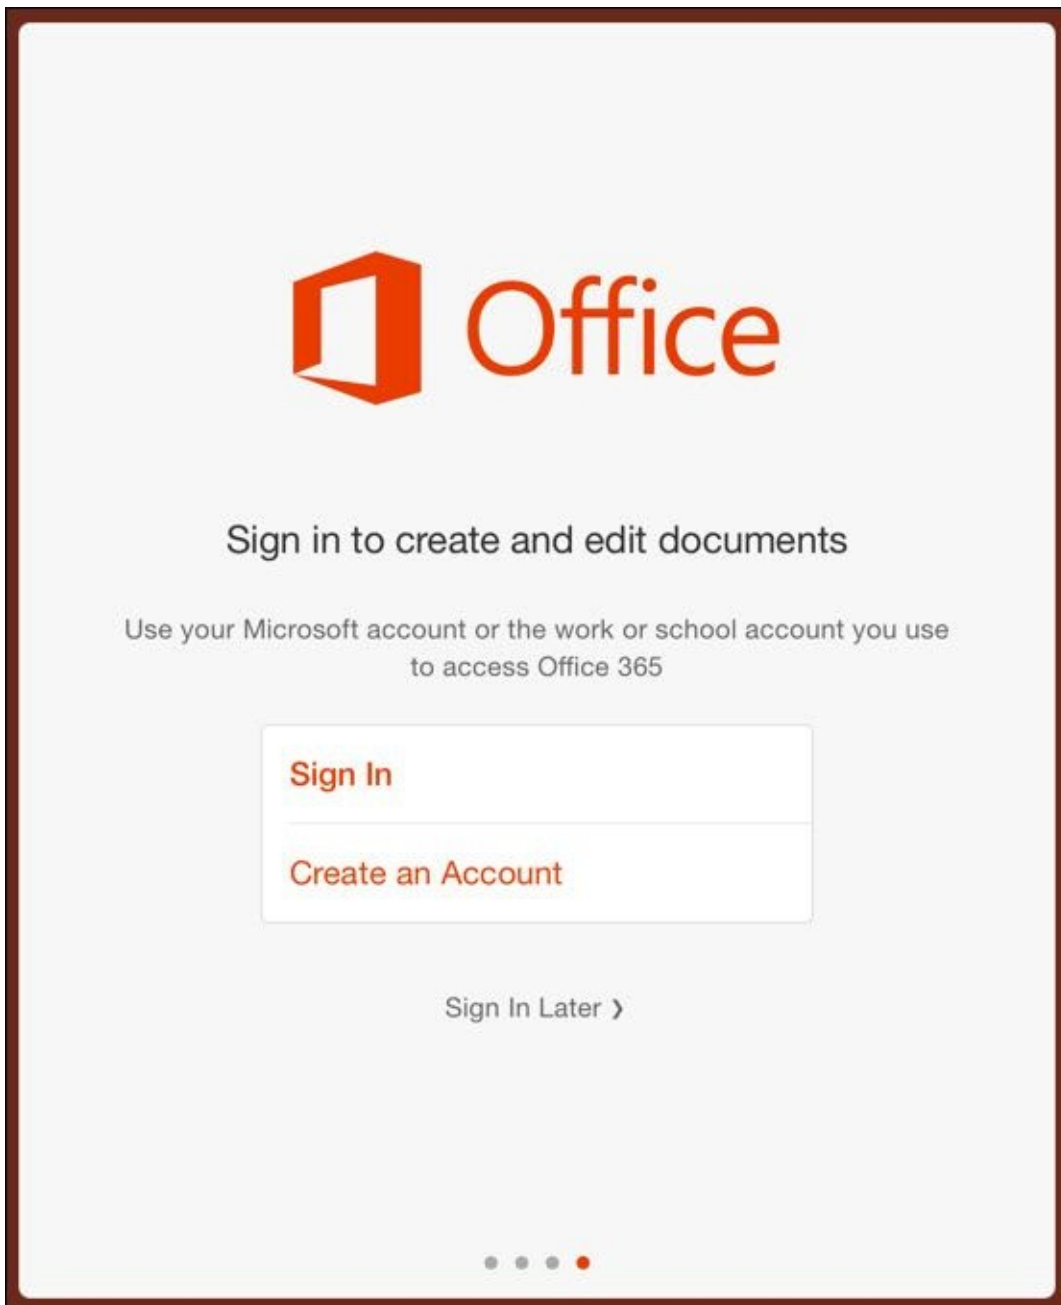 Office
Sign in to create and edit documents
Use your Microsoft account or the work or school account you use
to access Office 365
Sign In
Create an Account
Sign In Later ❯